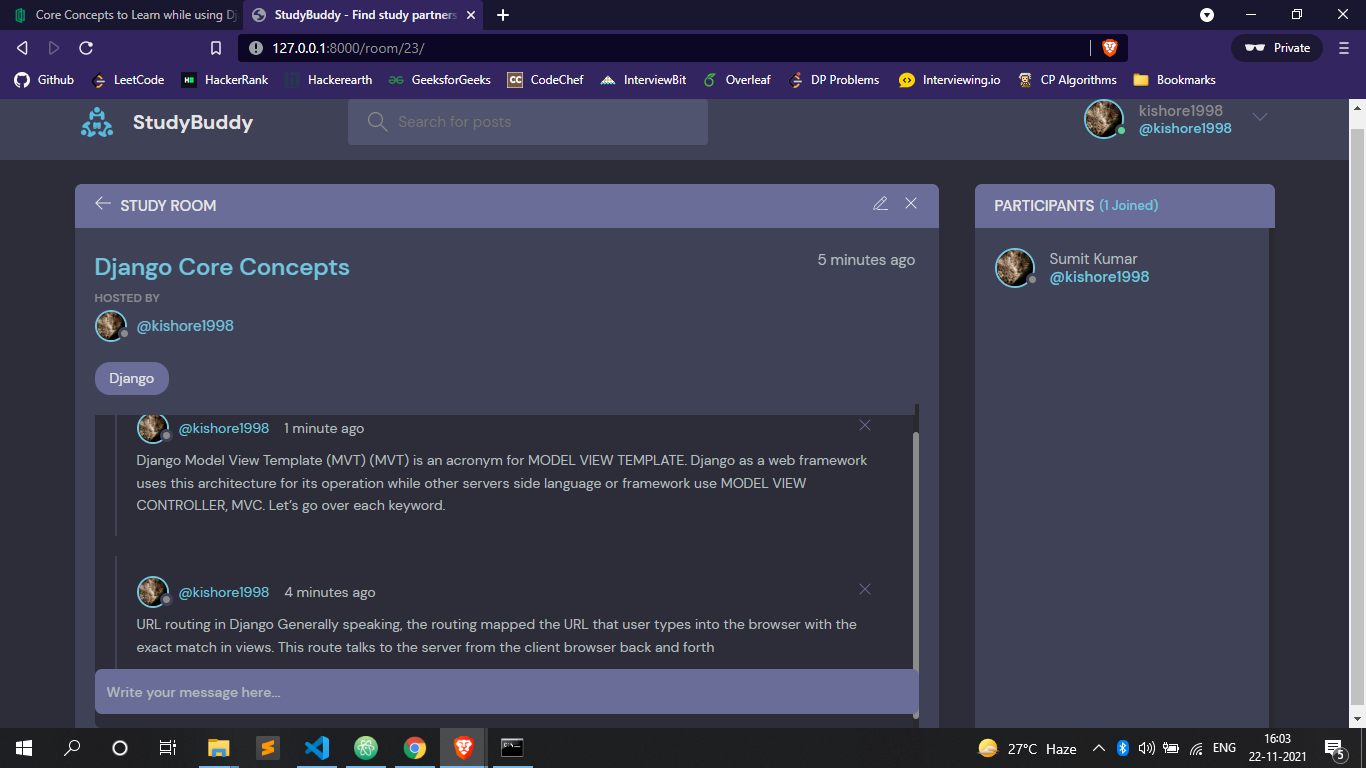 Core Concepts to Learn while using Dj
StudyBuddy - Find study partners
127.0.0.1:8000/room/23/
Private
Github
LeetCode
HackerRank
Hackerearth
GeeksforGeeks
CodeChef
InterviewBit
Overleaf
DP Problems
Interviewing.io
CP Algorithms
Bookmarks
StudyBuddy
Search for posts
kishore1998
@kishore1998
STUDY ROOM
Django Core Concepts
5 minutes ago
HOSTED BY
@kishore1998
Django
@kishore1998 1 minute ago
Django Model View Template (MVT) (MVT) is an acronym for MODEL VIEW TEMPLATE. Django as a web framework
uses this architecture for its operation while other servers side language or framework use MODEL VIEW
CONTROLLER, MVC. Let’s go over each keyword.
@kishore1998 4 minutes ago
URL routing in Django Generally speaking, the routing mapped the URL that user types into the browser with the
exact match in views. This route talks to the server from the client browser back and forth
Write your message here...
PARTICIPANTS (1 Joined)
Sumit Kumar
@kishore1998
27°C Haze
ENG
16:03
22-11-2021
5